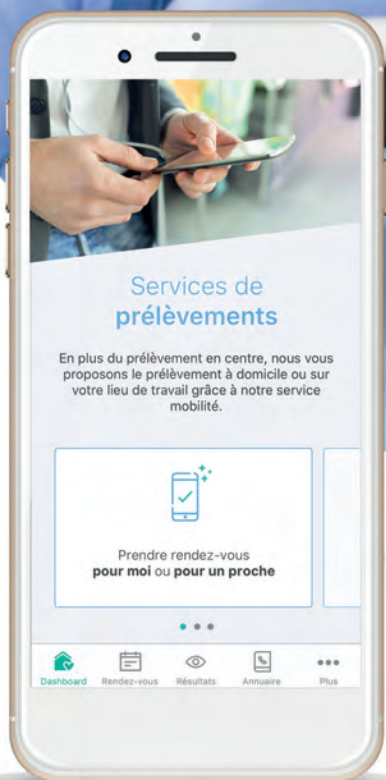 Services de
prélèvements
En plus du prélèvement en centre, nous vous
proposons le prélèvement à domicile ou sur
votre lieu de travail grâce à notre service
mobilité.
Prendre rendez-vous
pour moi ou pour un proche
Dashboard Rendez-vous Résultats Annuaire Plus